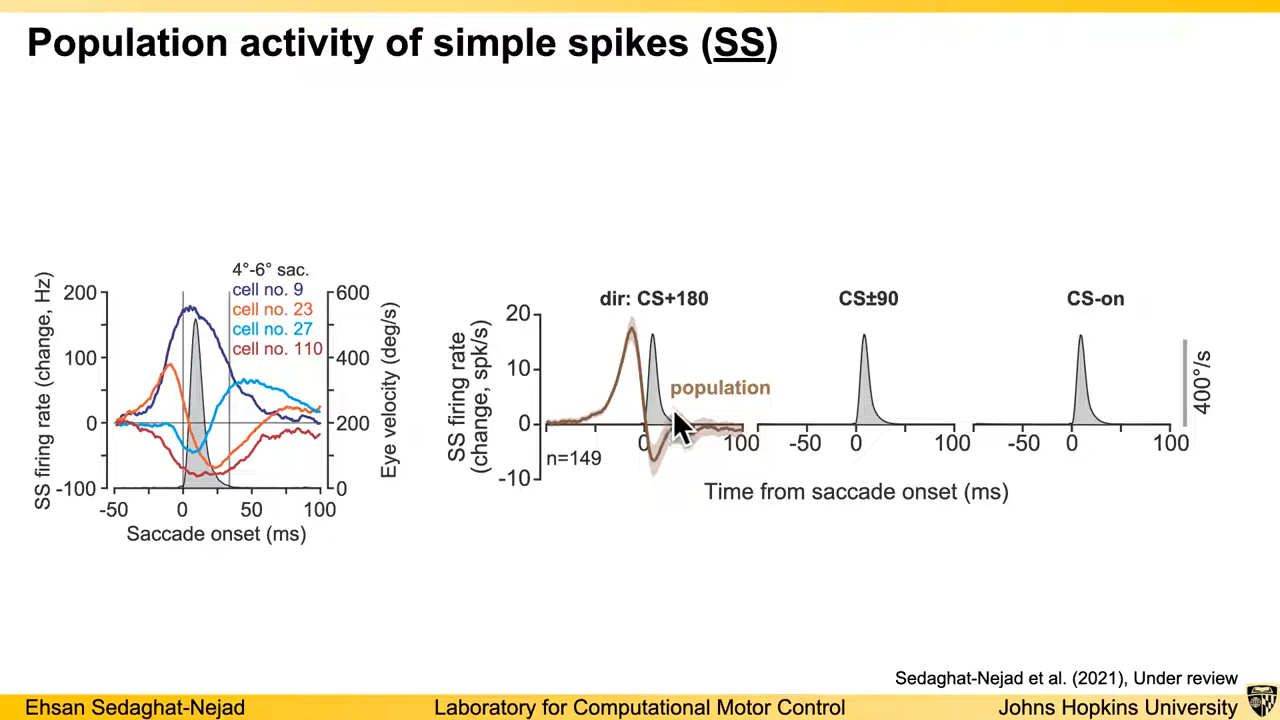 Population activity of simple spikes (SS)
4°-6° sac.
cell no. 9
cell no. 23
cell no. 27
cell no. 110
SS firing rate (change, Hz)
200
100
0
-100
600
400
200
0
Eye velocity (deg/s)
-50 0 50 100
Saccade onset (ms)
dir: CS+180 CS±90 CS-on
SS firing rate
(change, spk/s)
20
10
0
-10
population
n=149
0 100 -50 0 100 -50 0 100
400°/s
Time from saccade onset (ms)
Sedaghat-Nejad et al. (2021), Under review
Ehsan Sedaghat-Nejad Laboratory for Computational Motor Control Johns Hopkins University